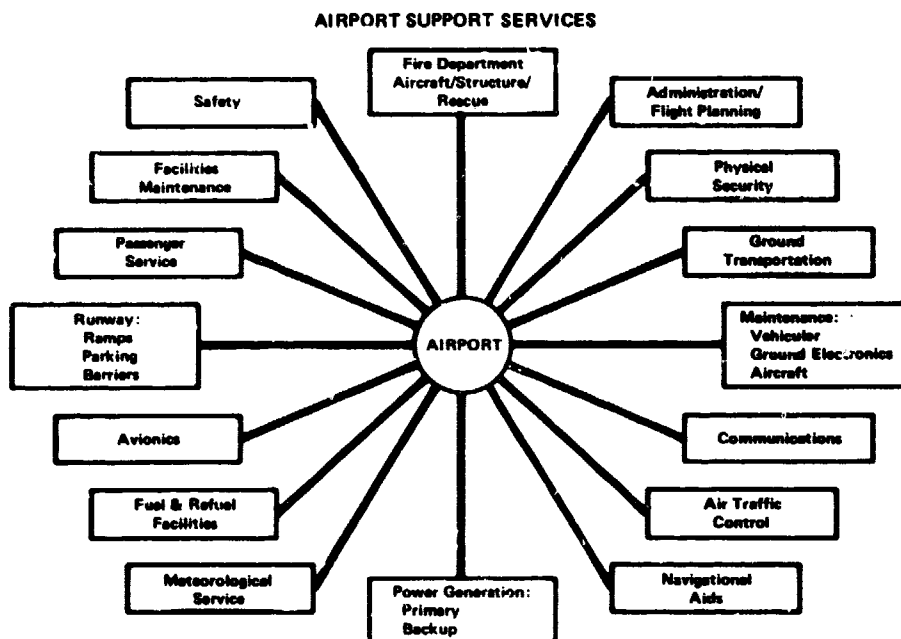 AIRPORT SUPPORT SERVICES
Fire Department
Aircraft/Structure/
Rescue
Safety
Administration/
Flight Planning
Facilities
Maintenance
Physical
Security
Passenger
Service
Ground
Transportation
Runway:
Ramps
Parking
Barriers
AIRPORT
Maintenance:
Vehicular
Ground Electronics
Aircraft
Avionics
Communications
Fuel & Refuel
Facilities
Air Traffic
Control
Meteorological
Service
Power Generation:
Primary
Backup
Navigational
Aids